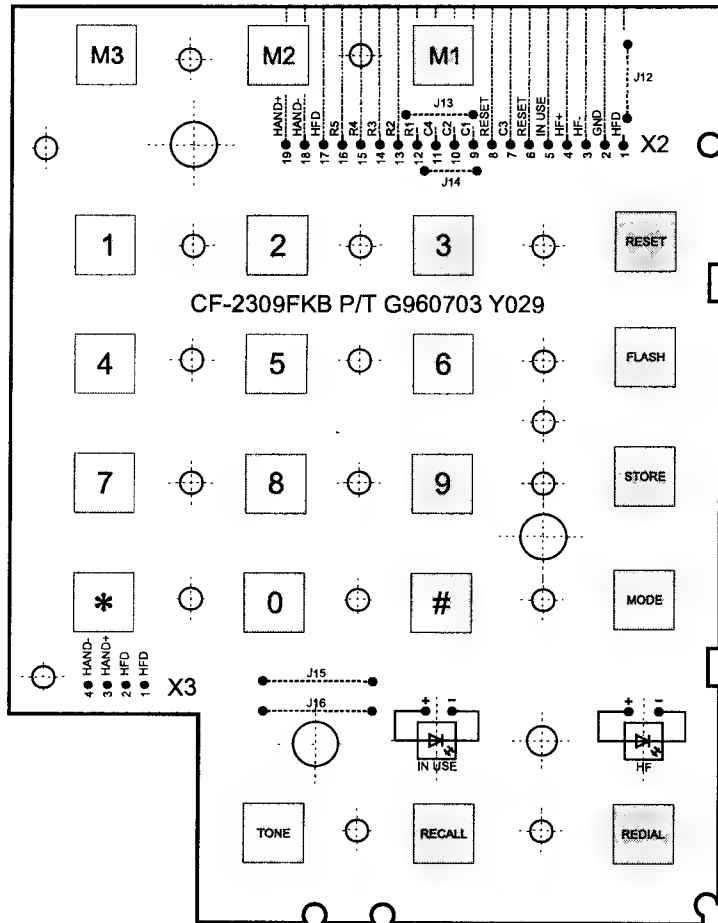 M3 M2 M1
J12
J13
HAND+ HAND- HFD R5 R4 R3 R2 R1 C4 C2 C1 RESET C3 RESET IN USE HF+ HF- GND HFD
19 18 17 16 15 14 13 12 11 10 9 8 7 6 5 4 3 2 1 X2
J14
1 2 3 RESET
CF-2309FKB P/T G960703 Y029
4 5 6 FLASH
7 8 9 STORE
* 0 # MODE
HAND- HAND+ HFD HFD
4 3 2 1 X3
J15
J16
+ - + -
IN USE HF
TONE RECALL REDIAL